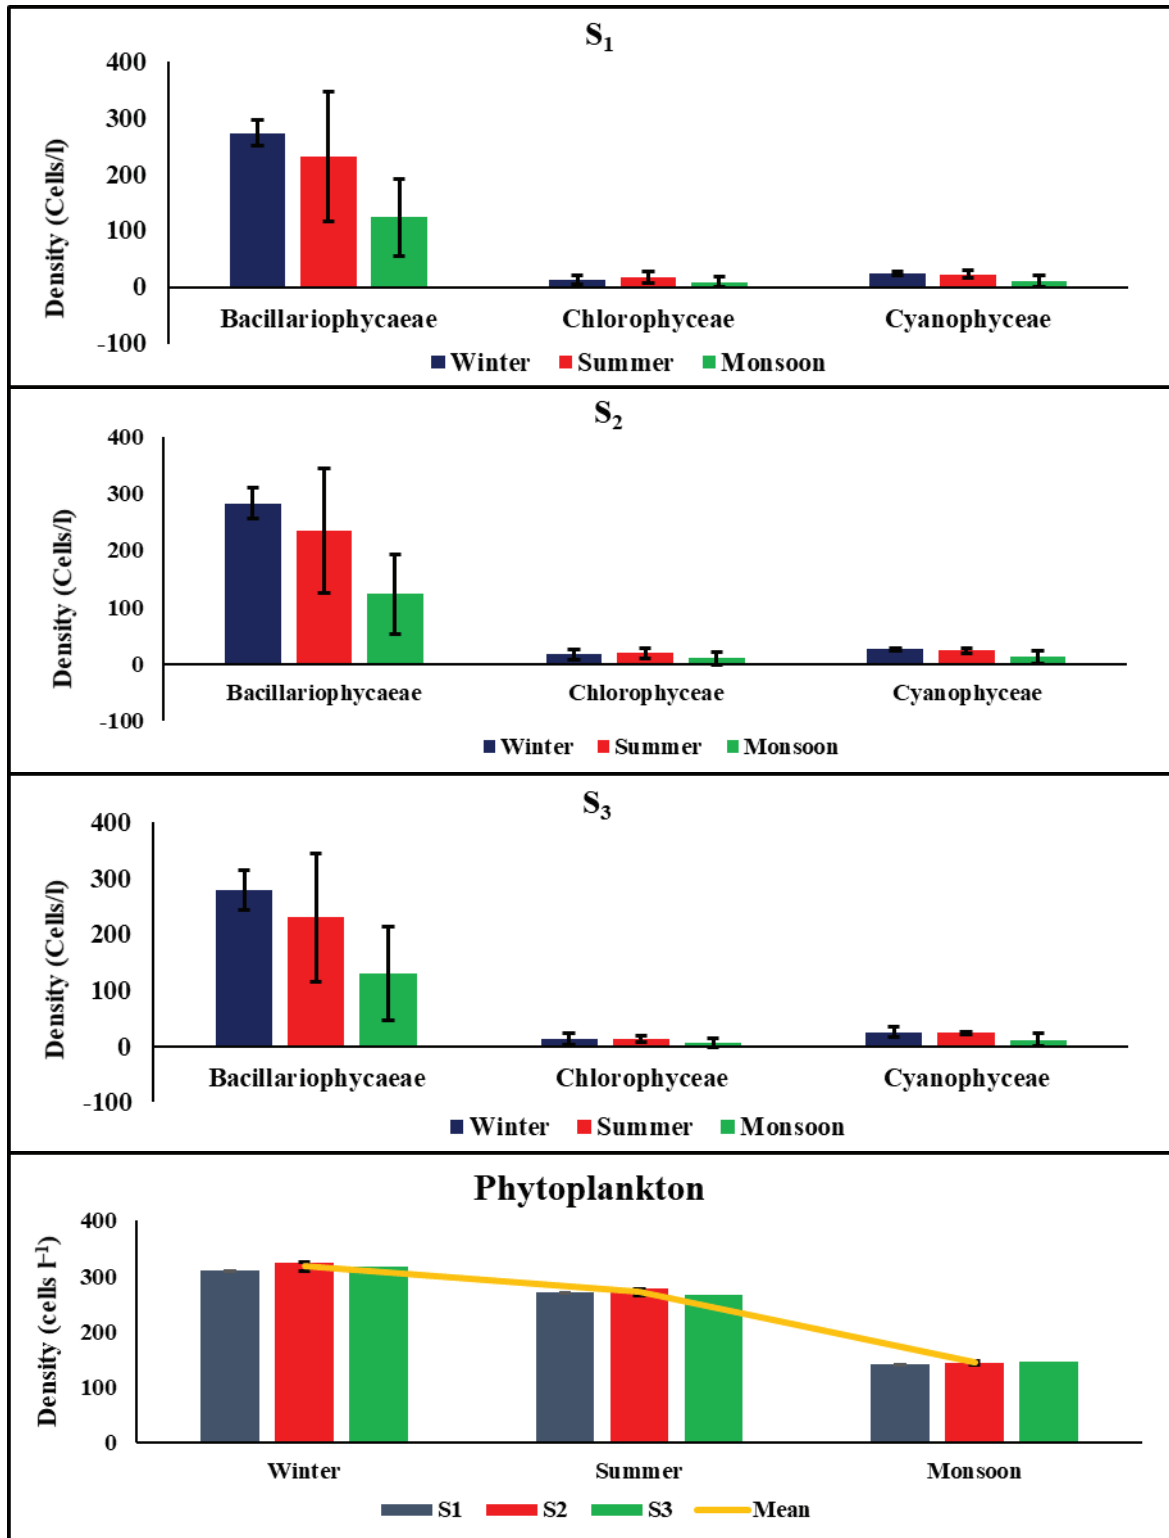 S₁
400
300
200
100
0
-100
Density (Cells/l)
Bacillariophycaeae Chlorophyceae Cyanophyceae
Winter Summer Monsoon
S₂
400
300
200
100
0
-100
Density (Cells/l)
Bacillariophycaeae Chlorophyceae Cyanophyceae
Winter Summer Monsoon
S₃
400
300
200
100
0
-100
Density (Cells/l)
Bacillariophycaeae Chlorophyceae Cyanophyceae
Winter Summer Monsoon
Phytoplankton
400
300
200
100
0
Density (cells l⁻¹)
Winter Summer Monsoon
S1 S2 S3 Mean